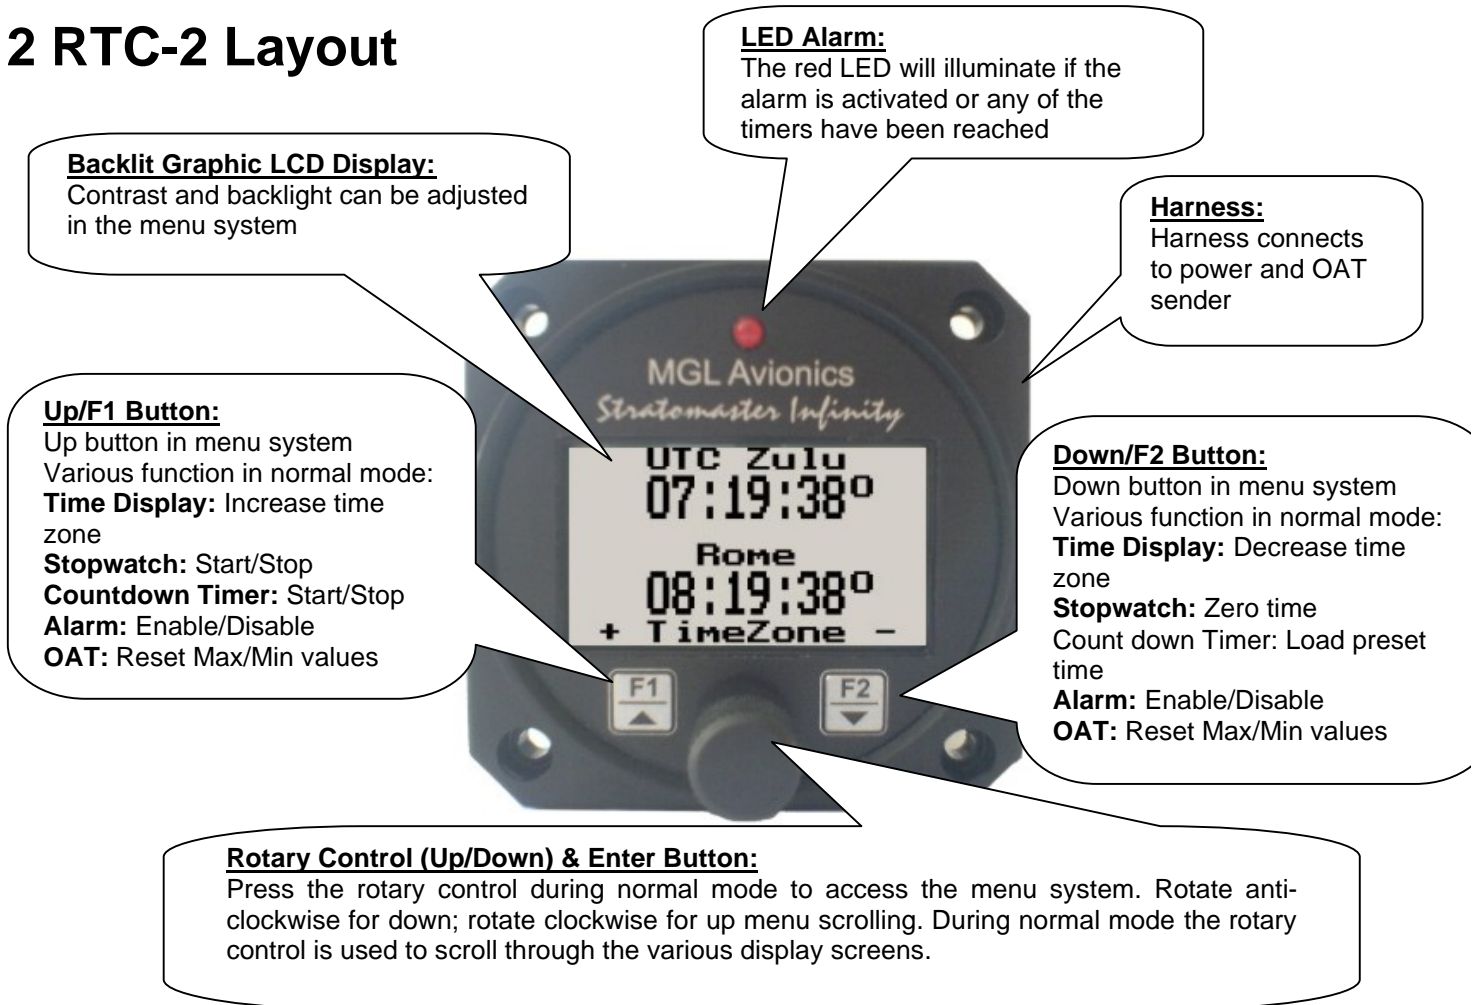 2 RTC-2 Layout
LED Alarm:
The red LED will illuminate if the
alarm is activated or any of the
timers have been reached
Backlit Graphic LCD Display:
Contrast and backlight can be adjusted
in the menu system
Harness:
Harness connects
to power and OAT
sender
MGL Avionics
Stratomaster Infinity
UTC Zulu
07:19:38º
Rome
08:19:38º
+ TimeZone -
F1
F2
Up/F1 Button:
Up button in menu system
Various function in normal mode:
Time Display: Increase time
zone
Stopwatch: Start/Stop
Countdown Timer: Start/Stop
Alarm: Enable/Disable
OAT: Reset Max/Min values
Down/F2 Button:
Down button in menu system
Various function in normal mode:
Time Display: Decrease time
zone
Stopwatch: Zero time
Count down Timer: Load preset
time
Alarm: Enable/Disable
OAT: Reset Max/Min values
Rotary Control (Up/Down) & Enter Button:
Press the rotary control during normal mode to access the menu system. Rotate anti-
clockwise for down; rotate clockwise for up menu scrolling. During normal mode the rotary
control is used to scroll through the various display screens.